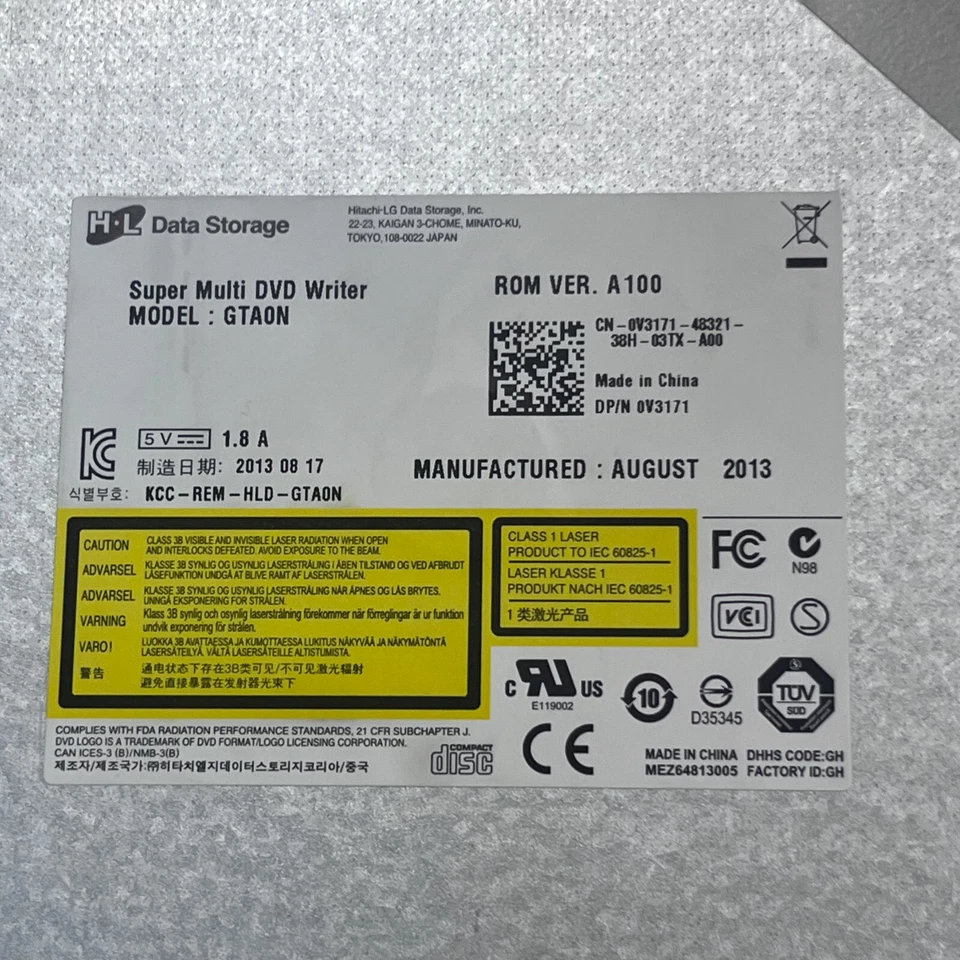 H·L Data Storage
Hitachi-LG Data Storage, Inc.
22-23, KAIGAN 3-CHOME, MINATO-KU,
TOKYO, 108-0022 JAPAN
Super Multi DVD Writer
MODEL : GTA0N
ROM VER. A100
CN-0V3171-48321-
38H-03TX-A00
Made in China
DP/N 0V3171
5 V 1.8 A
制造日期: 2013 08 17
MANUFACTURED : AUGUST 2013
식별부호: KCC-REM-HLD-GTA0N
CAUTION CLASS 3B VISIBLE AND INVISIBLE LASER RADIATION WHEN OPEN
AND INTERLOCKS DEFEATED. AVOID EXPOSURE TO THE BEAM.
ADVARSEL KLASSE 3B SYNLIG OG USYNLIG LASERSTRÅLING I ÅBEN TILSTAND OG VED AFBRUDT
LÅSEFUNKTION UNDGÅ AT BLIVE RAMT AF LASERSTRÅLEN.
ADVARSEL KLASSE 3B SYNLIG OG USYNLIG LASERSTRÅLING NÅR ÅPNES OG LÅS BRYTES.
UNNGÅ EKSPONERING FOR STRÅLEN.
VARNING Klass 3B synlig och osynlig laserstrålning förekommer när förreglingar är ur funktion
undvik exponering för strålen.
VARO! LUOKKA 3B AVATTAESSA JA KUMOTTAESSA LUKITUS NÄKYVÄÄ JA NÄKYMÄTÖNTÄ
LASERSÄTEILYÄ. VÄLTÄ LASERSÄTEILLE ALTISTUMISTA.
警告 通电状态下存在3B类可见/不可见激光辐射
避免直接暴露在发射器光束下
CLASS 1 LASER
PRODUCT TO IEC 60825-1
LASER KLASSE 1
PRODUKT NACH IEC 60825-1
1 类激光产品
FC
N98
VCI
S
c RU US
E119002
10
D35345
TÜV
SÜD
COMPLIES WITH FDA RADIATION PERFORMANCE STANDARDS, 21 CFR SUBCHAPTER J.
DVD LOGO IS A TRADEMARK OF DVD FORMAT/LOGO LICENSING CORPORATION.
CAN ICES-3 (B)/NMB-3(B)
제조자/제조국가:㈜히타치엘지데이터스토리지코리아/중국
COMPACT
disc
CE
MADE IN CHINA DHHS CODE:GH
MEZ64813005 FACTORY ID:GH